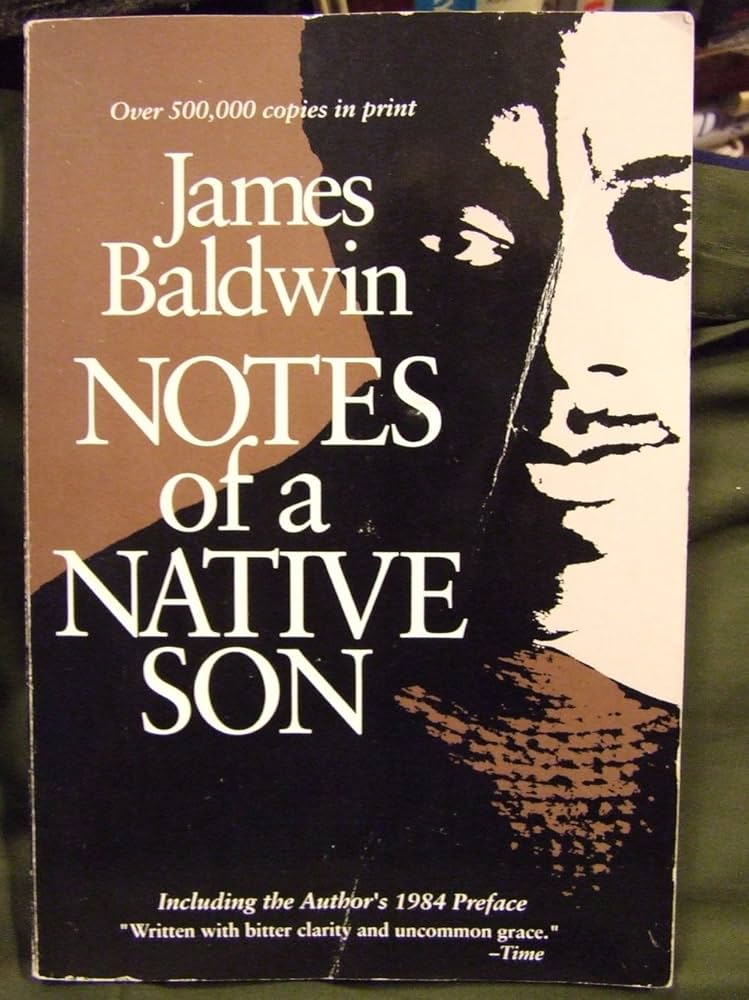 Over 500,000 copies in print
James
Baldwin
NOTES
of a
NATIVE
SON
Including the Author's 1984 Preface
"Written with bitter clarity and uncommon grace."
–Time